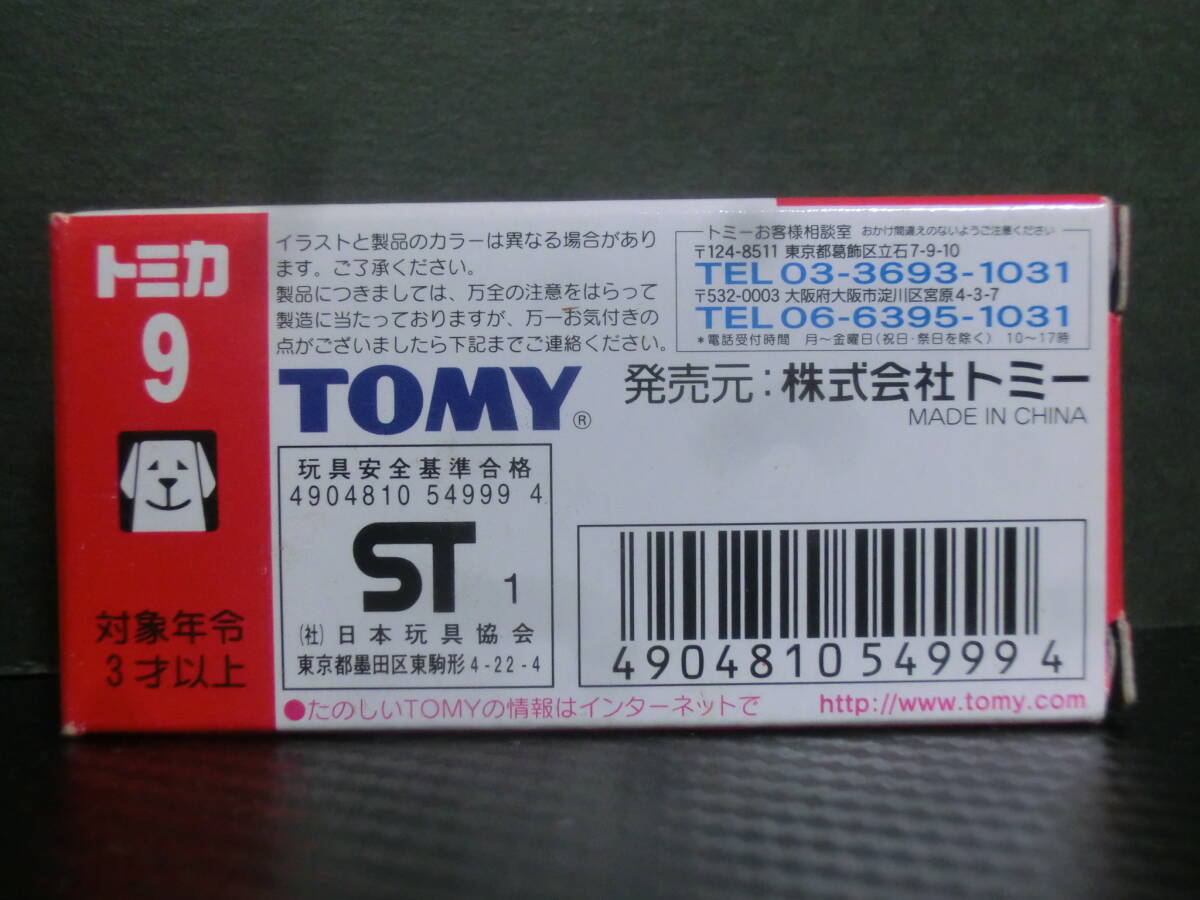 トミカ
9
対象年令
3才以上
イラストと製品のカラーは異なる場合があり
ます。ご了承ください。
製品につきましては、万全の注意をはらって
製造に当たっておりますが、万一お気付きの
点がございましたら下記までご連絡ください。
トミーお客様相談室 おかけ間違えのないようご注意ください
〒124-8511 東京都葛飾区立石7-9-10
TEL 03-3693-1031
〒532-0003 大阪府大阪市淀川区宮原4-3-7
TEL 06-6395-1031
*電話受付時間 月〜金曜日(祝日・祭日を除く) 10〜17時
TOMY®
発売元:株式会社トミー
MADE IN CHINA
玩具安全基準合格
4904810 54999 4
ST 1
(社)日本玩具協会
東京都墨田区東駒形4-22-4
4904810549994
●たのしいTOMYの情報はインターネットで http://www.tomy.com